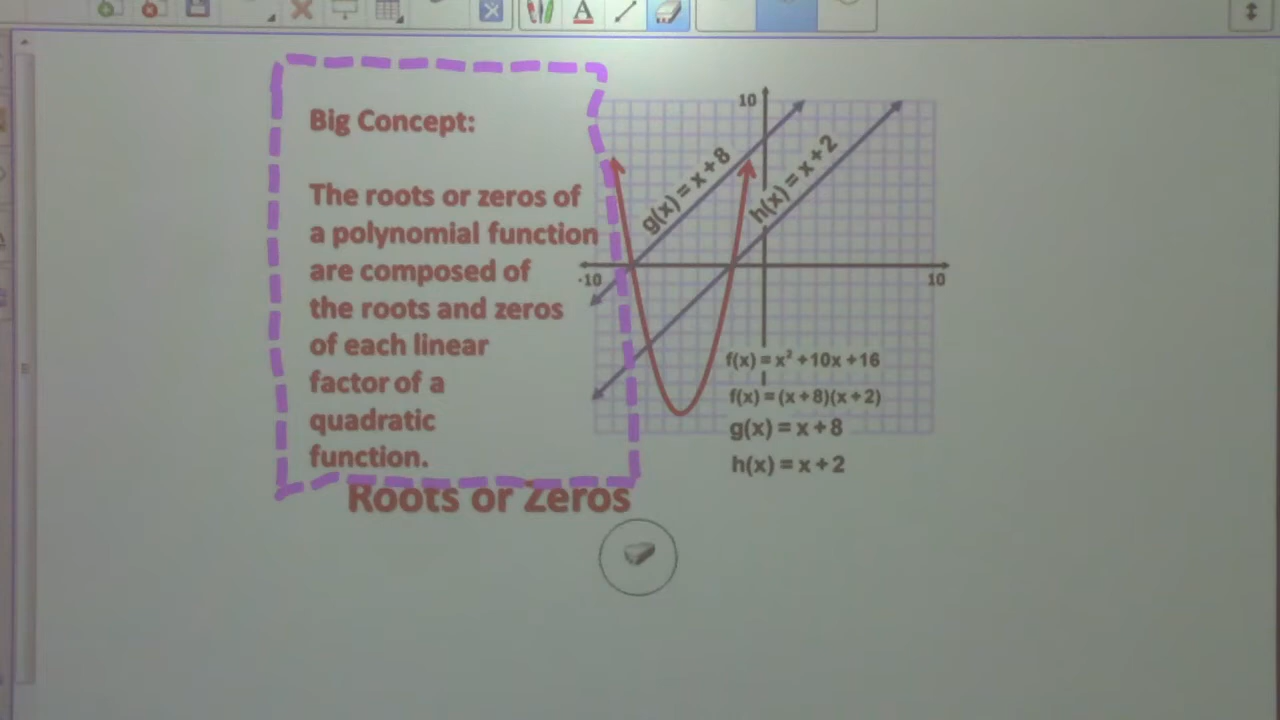 Big Concept:
The roots or zeros of
a polynomial function
are composed of
the roots and zeros
of each linear
factor of a
quadratic
function.
Roots or Zeros
10
g(x) = x + 8
h(x) = x + 2
-10
10
f(x) = x² +10x +16
f(x) = (x + 8)(x + 2)
g(x) = x + 8
h(x) = x + 2